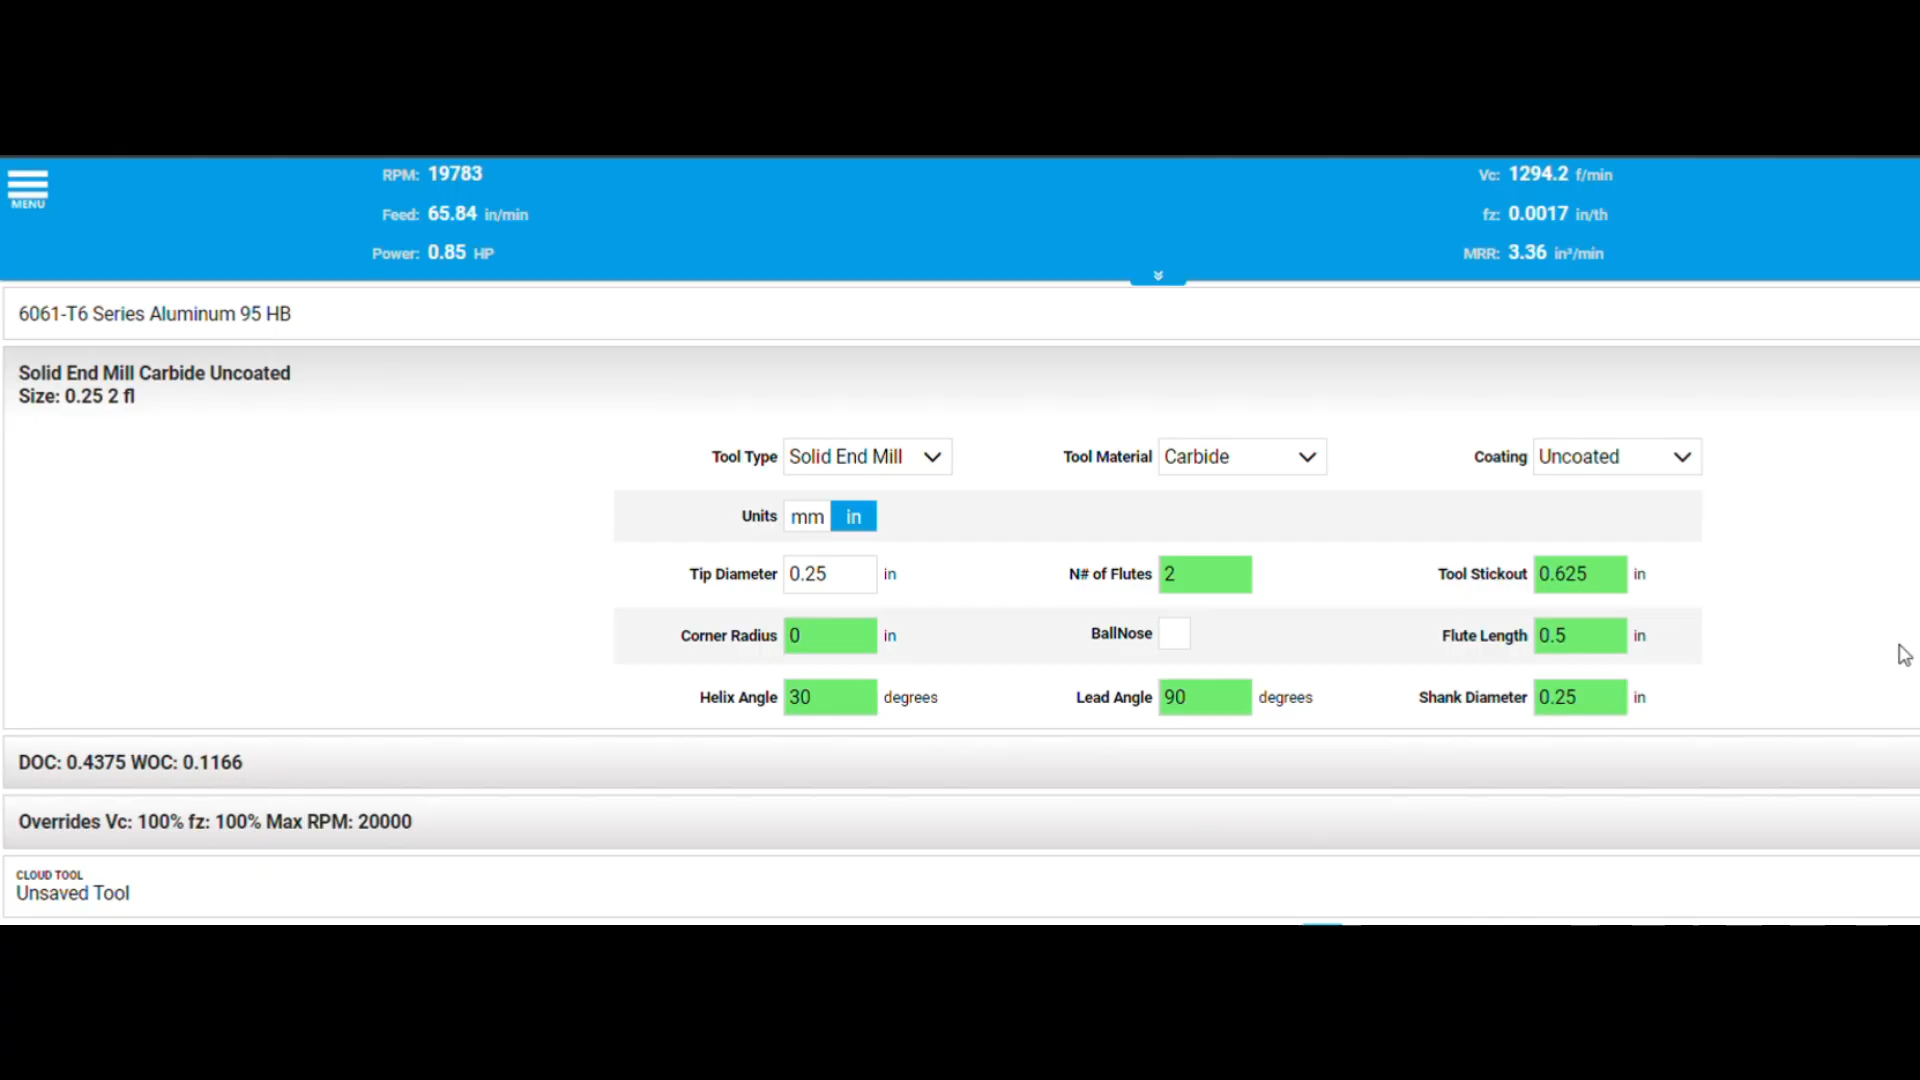 MENU
RPM: 19783
Vc: 1294.2 f/min
Feed: 65.84 in/min
fz: 0.0017 in/th
Power: 0.85 HP
MRR: 3.36 in³/min
6061-T6 Series Aluminum 95 HB
Solid End Mill Carbide Uncoated
Size: 0.25 2 fl
Tool Type Solid End Mill Tool Material Carbide Coating Uncoated
Units mm in
Tip Diameter 0.25 in N# of Flutes 2 Tool Stickout 0.625 in
Corner Radius 0 in BallNose Flute Length 0.5 in
Helix Angle 30 degrees Lead Angle 90 degrees Shank Diameter 0.25 in
DOC: 0.4375 WOC: 0.1166
Overrides Vc: 100% fz: 100% Max RPM: 20000
CLOUD TOOL
Unsaved Tool